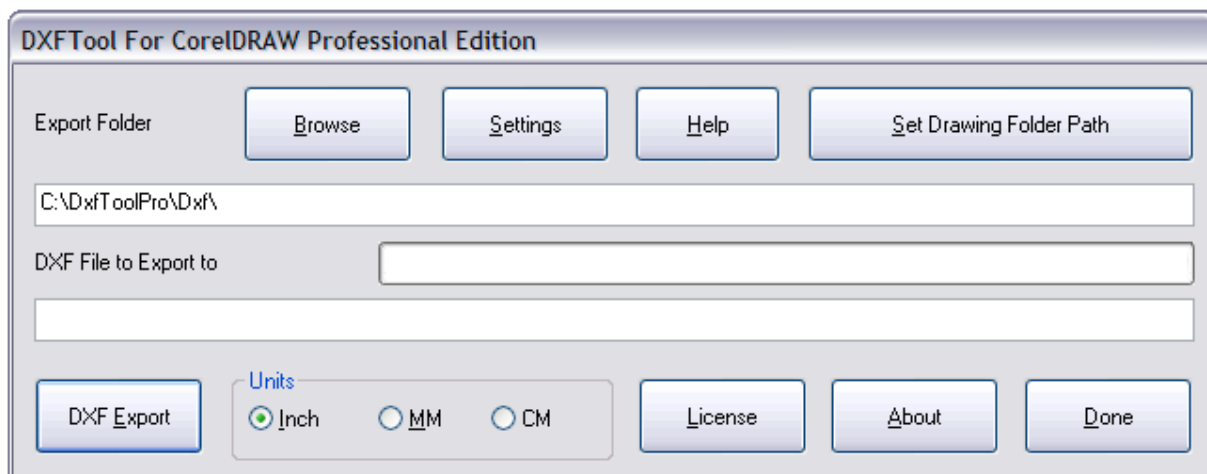 DXFTool For CorelDRAW Professional Edition
Export Folder Browse Settings Help Set Drawing Folder Path
C:\DxfToolPro\Dxf\
DXF File to Export to
Units
DXF Export Inch MM CM License About Done